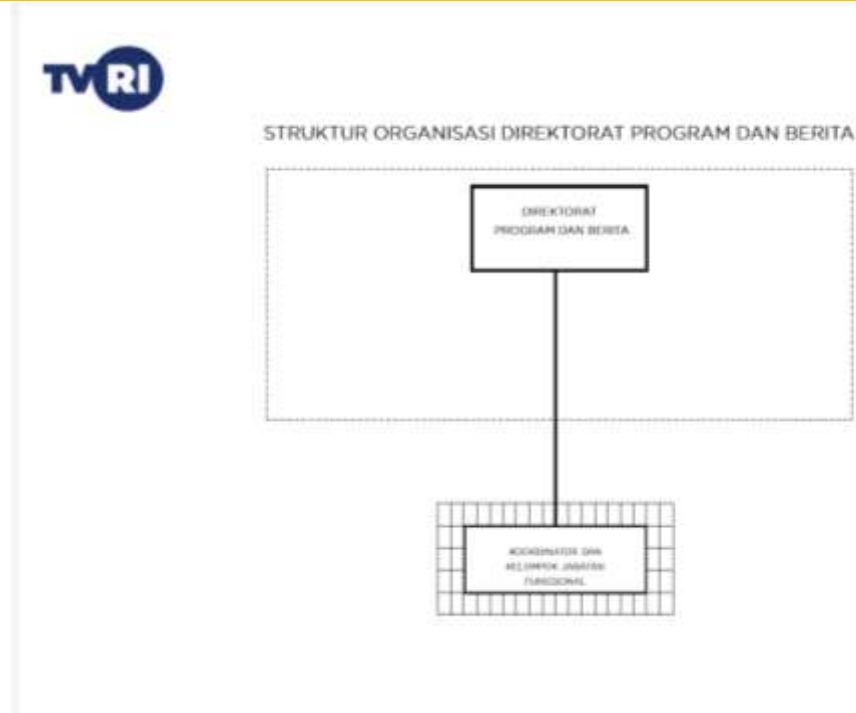 TVRI
STRUKTUR ORGANISASI DIREKTORAT PROGRAM DAN BERITA
DIREKTORAT
PROGRAM DAN BERITA
KOORDINATOR DAN
KELOMPOK JABATAN
FUNGSIONAL